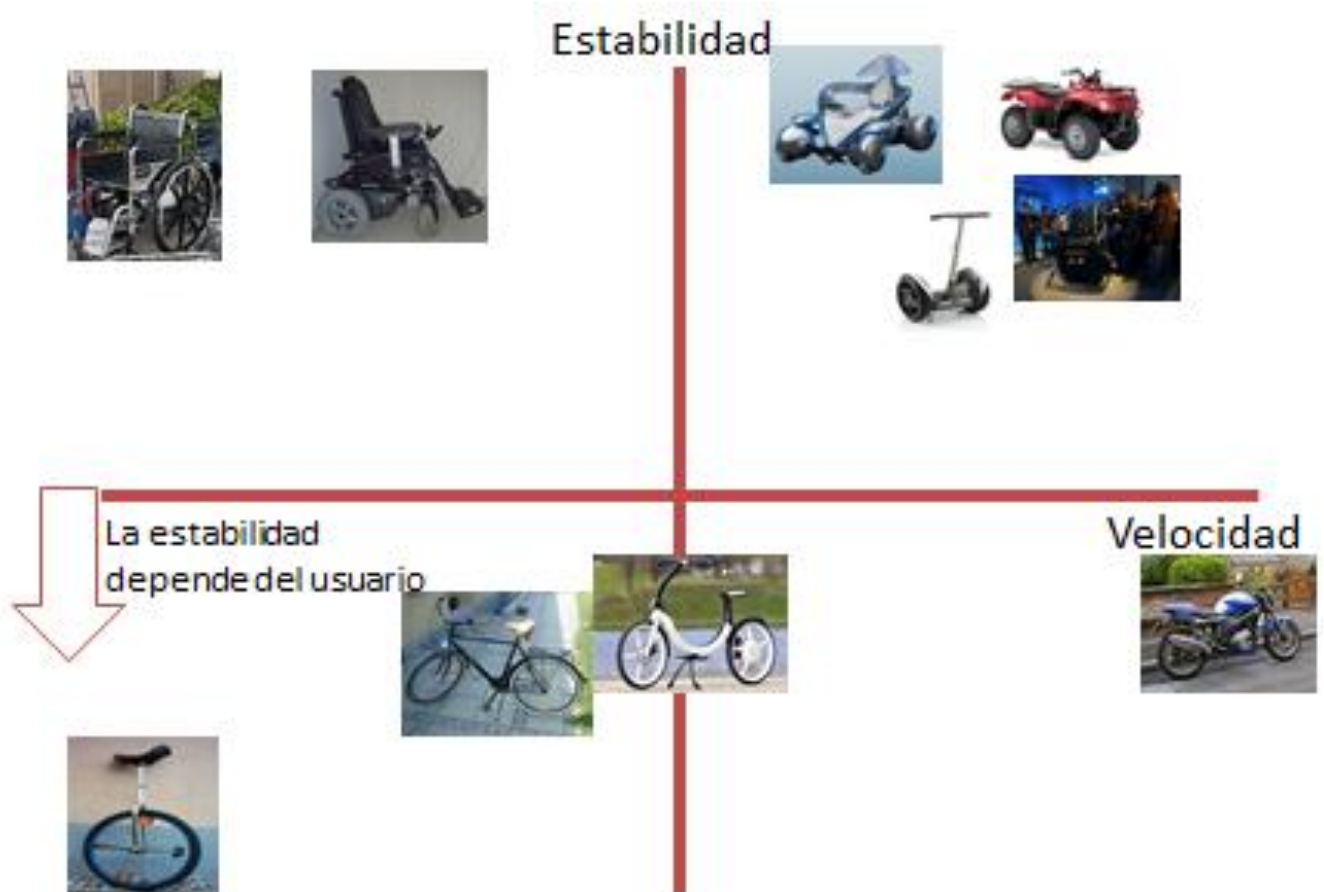 Estabilidad
La estabilidad
depende del usuario
Velocidad